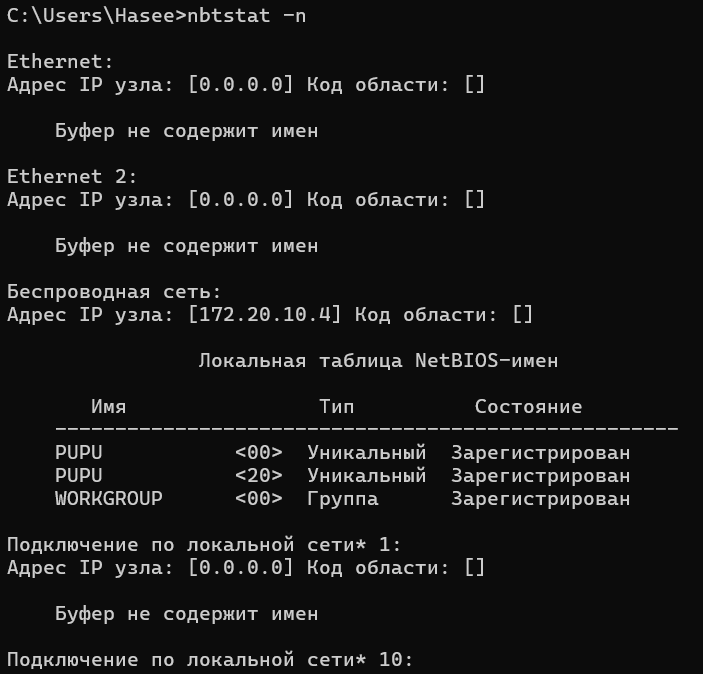 C:\Users\Hasee>nbtstat -n
Ethernet:
Адрес IP узла: [0.0.0.0] Код области: []
Буфер не содержит имен
Ethernet 2:
Адрес IP узла: [0.0.0.0] Код области: []
Буфер не содержит имен
Беспроводная сеть:
Адрес IP узла: [172.20.10.4] Код области: []
Локальная таблица NetBIOS-имен
Имя Тип Состояние
----------------------------------------------------
PUPU <00> Уникальный Зарегистрирован
PUPU <20> Уникальный Зарегистрирован
WORKGROUP <00> Группа Зарегистрирован
Подключение по локальной сети* 1:
Адрес IP узла: [0.0.0.0] Код области: []
Буфер не содержит имен
Подключение по локальной сети* 10: